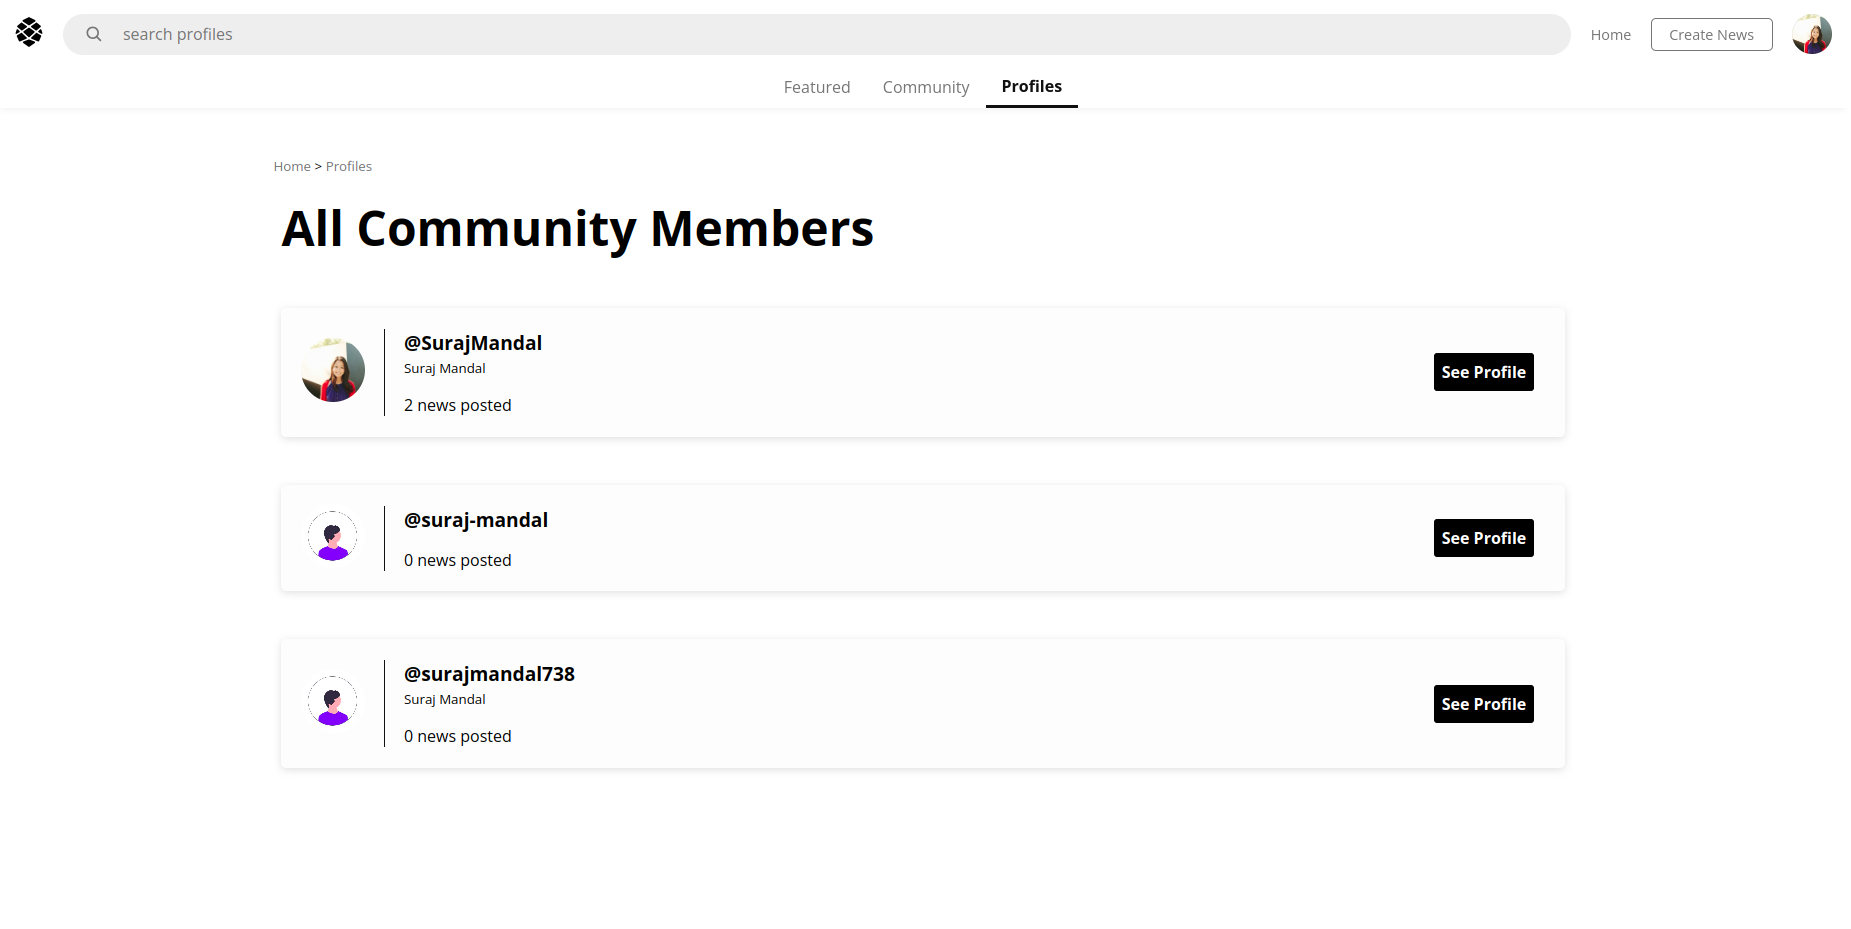 search profiles
Home
Create News
Featured
Community
Profiles
Home > Profiles
All Community Members
@SurajMandal
Suraj Mandal
2 news posted
See Profile
@suraj-mandal
0 news posted
See Profile
@surajmandal738
Suraj Mandal
0 news posted
See Profile